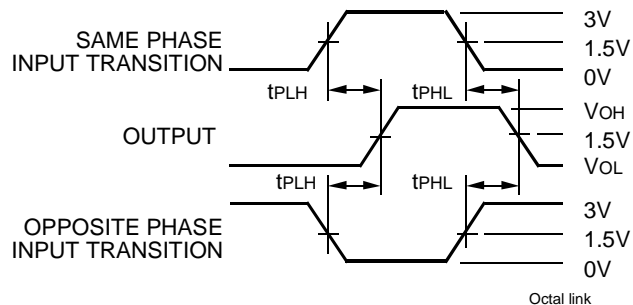 SAME PHASE
INPUT TRANSITION
3V
1.5V
0V
tPLH
tPHL
OUTPUT
VOH
1.5V
VOL
tPLH
tPHL
OPPOSITE PHASE
INPUT TRANSITION
3V
1.5V
0V
Octal link